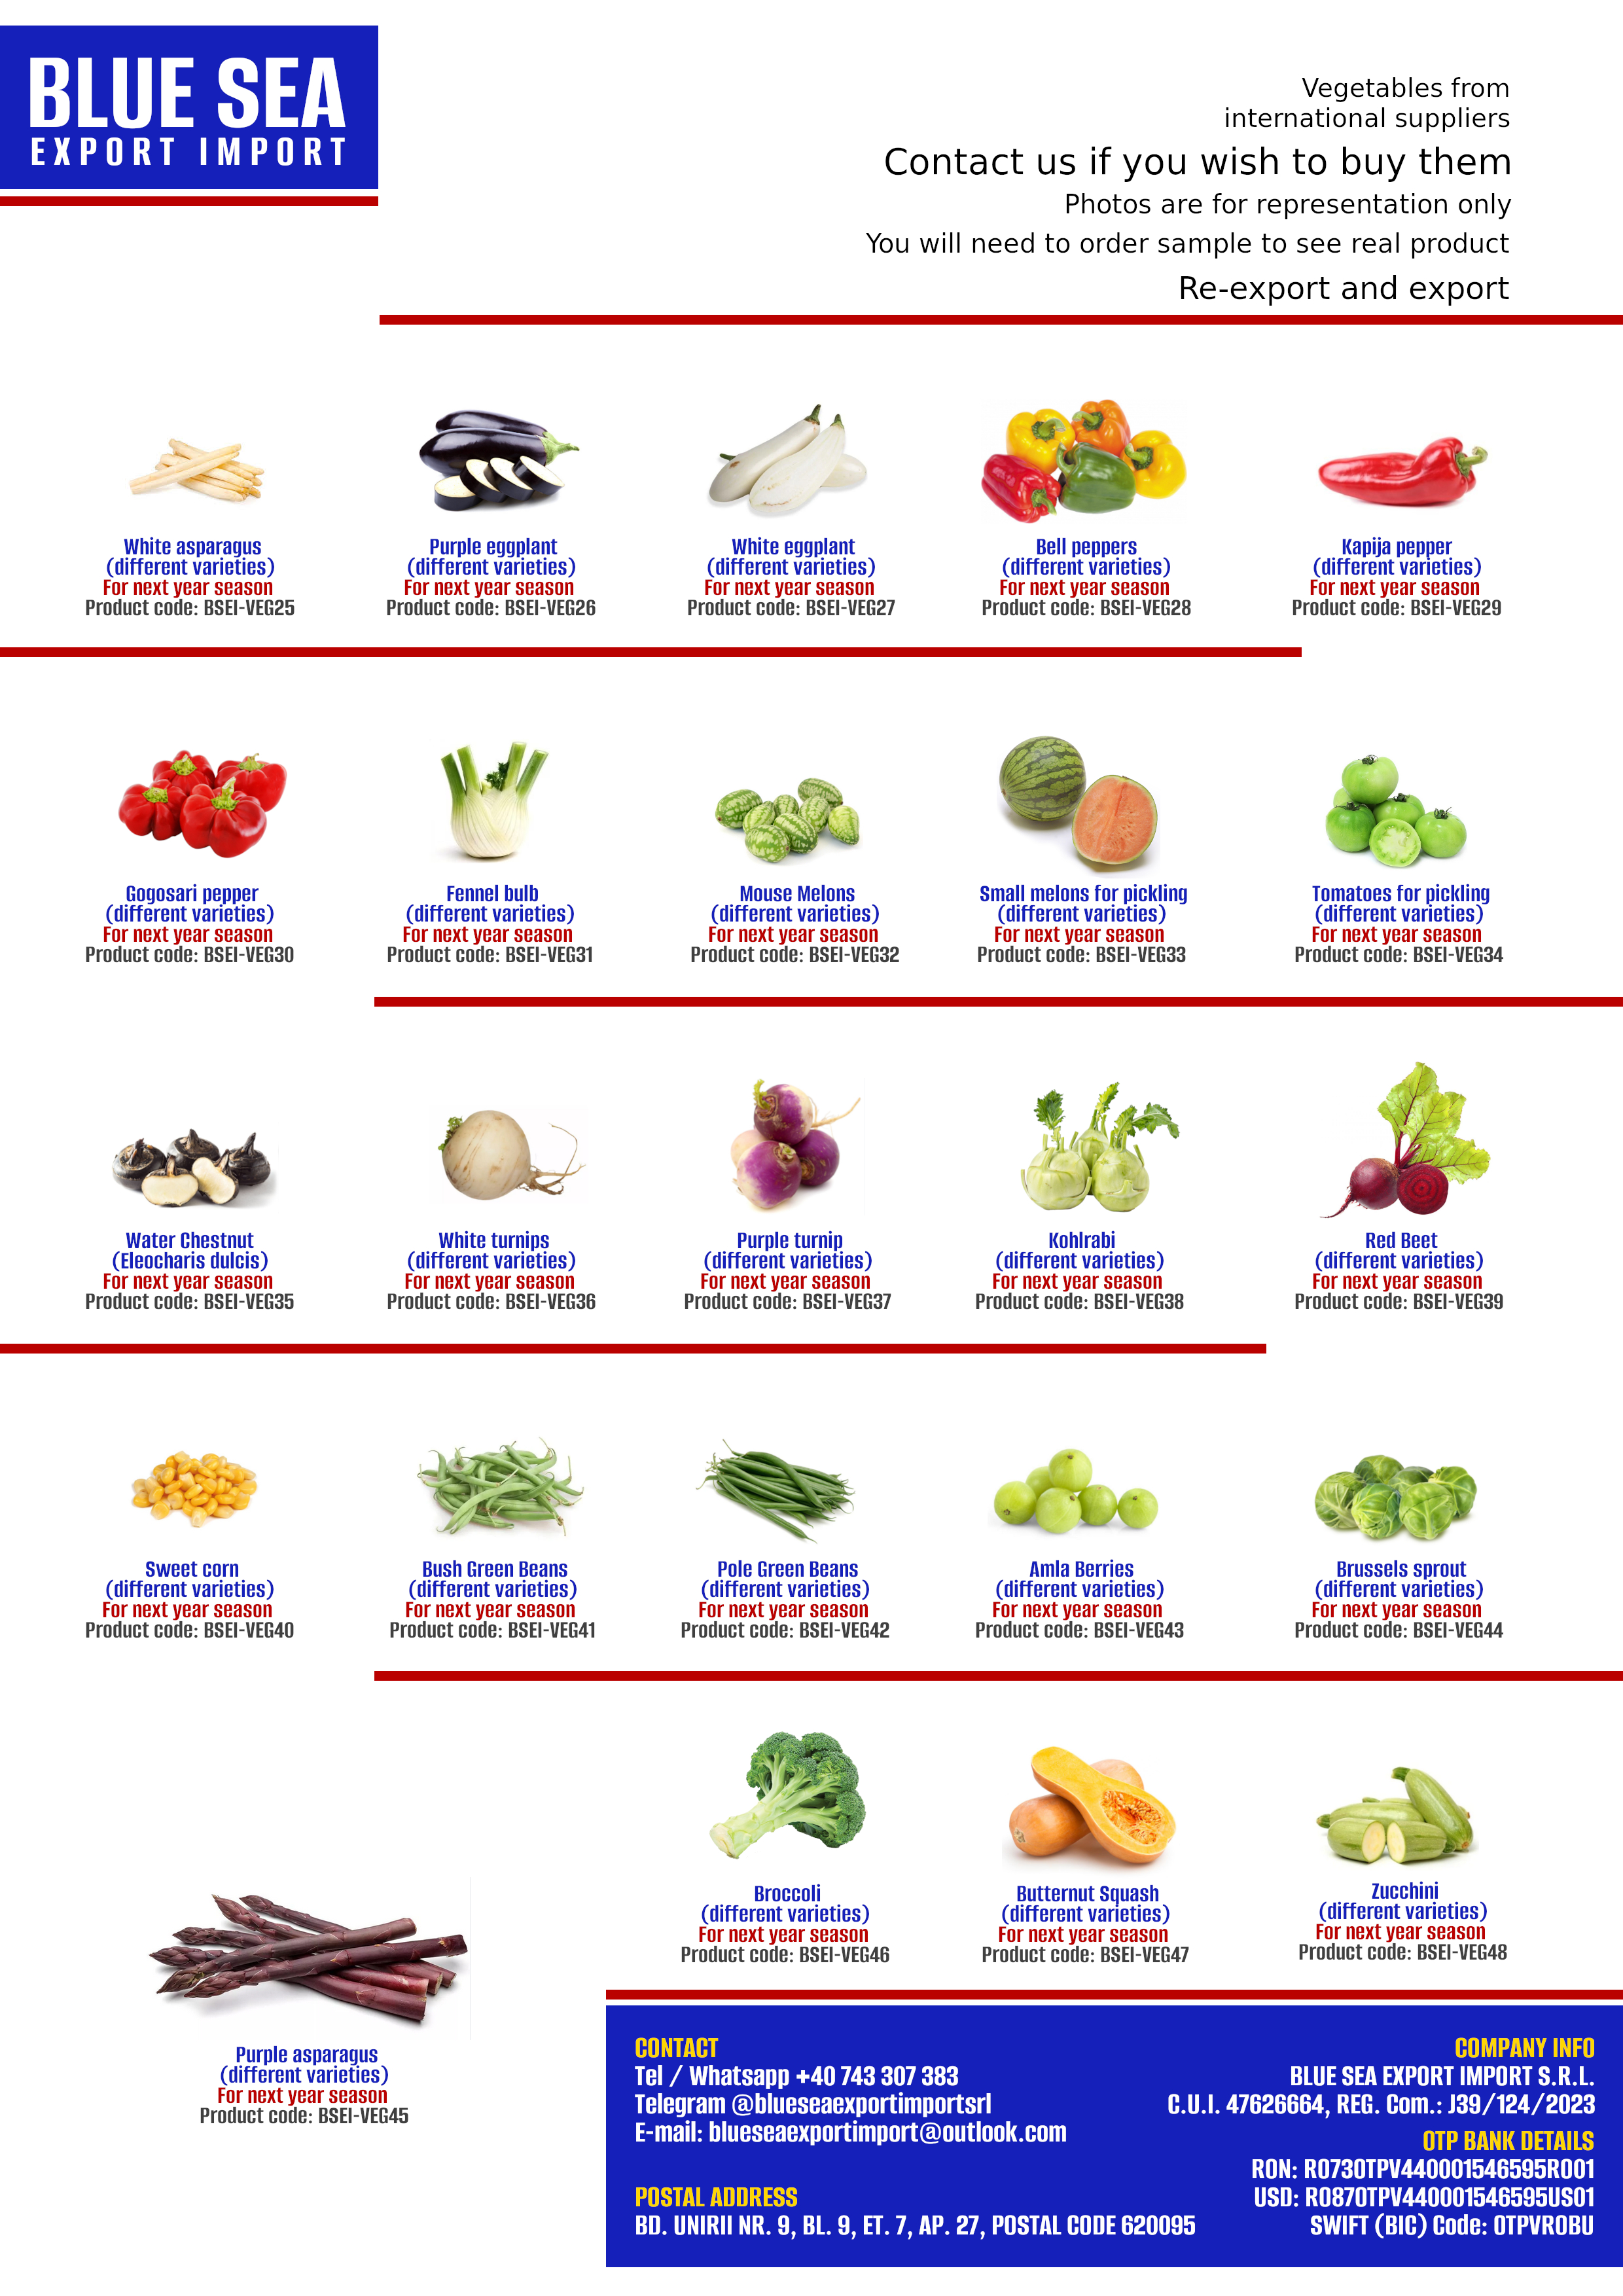 BLUE SEA
EXPORT IMPORT
Vegetables from
international suppliers
Contact us if you wish to buy them
Photos are for representation only
You will need to order sample to see real product
Re-export and export
White asparagus
(different varieties)
For next year season
Product code: BSEI-VEG25
Purple eggplant
(different varieties)
For next year season
Product code: BSEI-VEG26
White eggplant
(different varieties)
For next year season
Product code: BSEI-VEG27
Bell peppers
(different varieties)
For next year season
Product code: BSEI-VEG28
Kapija pepper
(different varieties)
For next year season
Product code: BSEI-VEG29
Gogosari pepper
(different varieties)
For next year season
Product code: BSEI-VEG30
Fennel bulb
(different varieties)
For next year season
Product code: BSEI-VEG31
Mouse Melons
(different varieties)
For next year season
Product code: BSEI-VEG32
Small melons for pickling
(different varieties)
For next year season
Product code: BSEI-VEG33
Tomatoes for pickling
(different varieties)
For next year season
Product code: BSEI-VEG34
Water Chestnut
(Eleocharis dulcis)
For next year season
Product code: BSEI-VEG35
White turnips
(different varieties)
For next year season
Product code: BSEI-VEG36
Purple turnip
(different varieties)
For next year season
Product code: BSEI-VEG37
Kohlrabi
(different varieties)
For next year season
Product code: BSEI-VEG38
Red Beet
(different varieties)
For next year season
Product code: BSEI-VEG39
Sweet corn
(different varieties)
For next year season
Product code: BSEI-VEG40
Bush Green Beans
(different varieties)
For next year season
Product code: BSEI-VEG41
Pole Green Beans
(different varieties)
For next year season
Product code: BSEI-VEG42
Amla Berries
(different varieties)
For next year season
Product code: BSEI-VEG43
Brussels sprout
(different varieties)
For next year season
Product code: BSEI-VEG44
Purple asparagus
(different varieties)
For next year season
Product code: BSEI-VEG45
Broccoli
(different varieties)
For next year season
Product code: BSEI-VEG46
Butternut Squash
(different varieties)
For next year season
Product code: BSEI-VEG47
Zucchini
(different varieties)
For next year season
Product code: BSEI-VEG48
CONTACT
Tel / Whatsapp +40 743 307 383
Telegram @blueseaexportimportsrl
E-mail: blueseaexportimport@outlook.com
POSTAL ADDRESS
BD. UNIRII NR. 9, BL. 9, ET. 7, AP. 27, POSTAL CODE 620095
COMPANY INFO
BLUE SEA EXPORT IMPORT S.R.L.
C.U.I. 47626664, REG. Com.: J39/124/2023
OTP BANK DETAILS
RON: RO73OTPV440001546595RO01
USD: RO87OTPV440001546595US01
SWIFT (BIC) Code: OTPVROBU